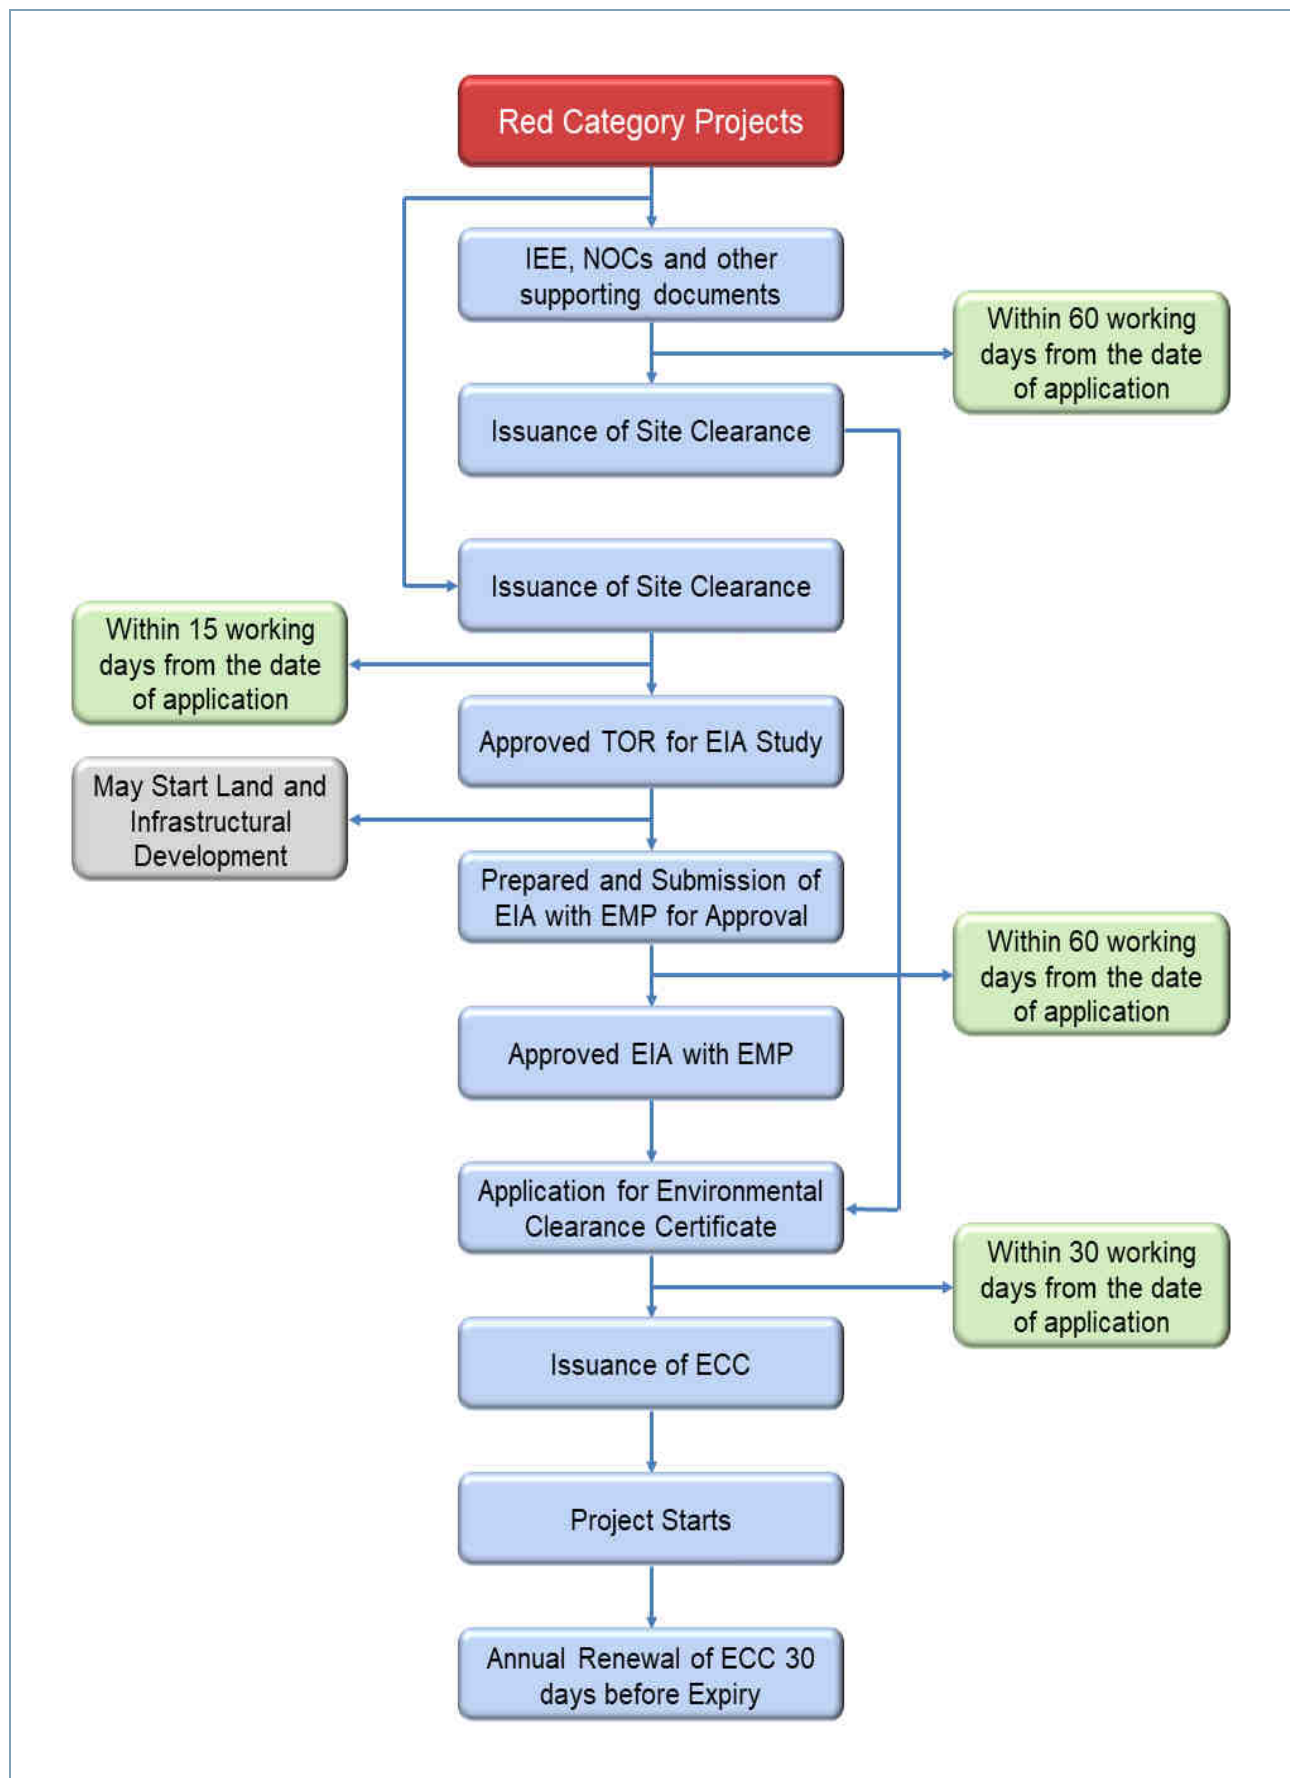 Red Category Projects
IEE, NOCs and other
supporting documents
Within 60 working
days from the date
of application
Issuance of Site Clearance
Issuance of Site Clearance
Within 15 working
days from the date
of application
Approved TOR for EIA Study
May Start Land and
Infrastructural
Development
Prepared and Submission of
EIA with EMP for Approval
Within 60 working
days from the date
of application
Approved EIA with EMP
Application for Environmental
Clearance Certificate
Within 30 working
days from the date
of application
Issuance of ECC
Project Starts
Annual Renewal of ECC 30
days before Expiry